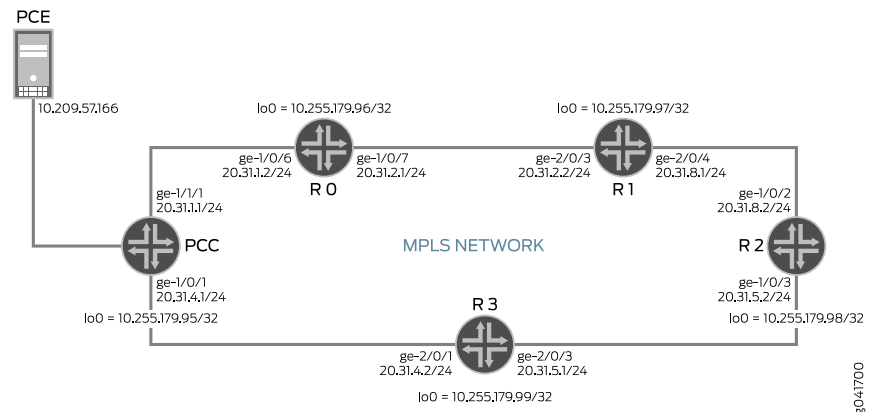 PCE
10.209.57.166
lo0 = 10.255.179.96/32
lo0 = 10.255.179.97/32
ge-1/0/6
20.31.1.2/24
ge-1/0/7
20.31.2.1/24
R 0
ge-2/0/3
20.31.2.2/24
ge-2/0/4
20.31.8.1/24
R 1
ge-1/1/1
20.31.1.1/24
ge-1/0/2
20.31.8.2/24
PCC
MPLS NETWORK
R 2
ge-1/0/1
20.31.4.1/24
ge-1/0/3
20.31.5.2/24
lo0 = 10.255.179.95/32
R 3
lo0 = 10.255.179.98/32
ge-2/0/1
20.31.4.2/24
ge-2/0/3
20.31.5.1/24
lo0 = 10.255.179.99/32
g041700